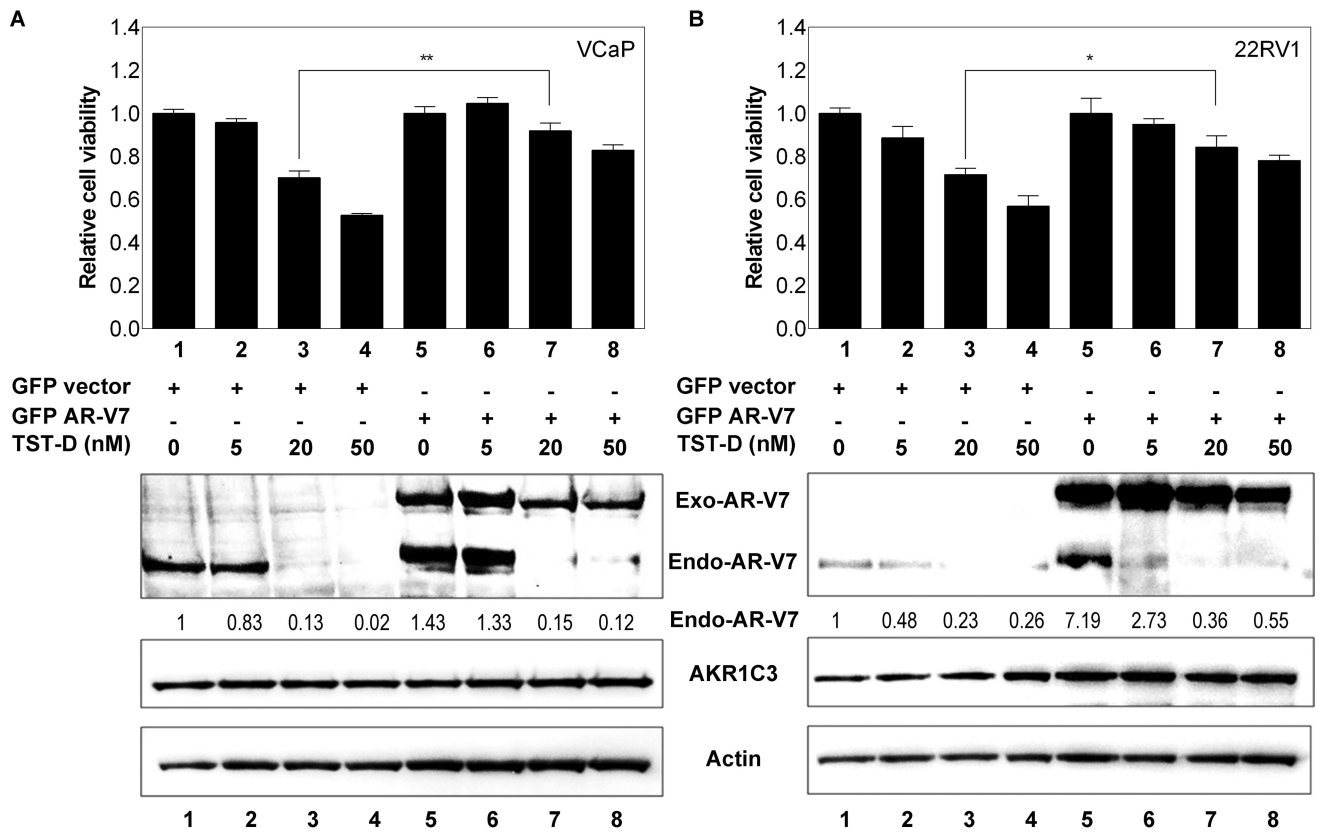 A
1.4
1.2
1.0
0.8
0.6
0.4
0.2
0.0
Relative cell viability
VCaP
**
1 2 3 4 5 6 7 8
GFP vector + + + + - - - -
GFP AR-V7 - - - - + + + +
TST-D (nM) 0 5 20 50 0 5 20 50
B
1.4
1.2
1.0
0.8
0.6
0.4
0.2
0.0
Relative cell viability
22RV1
*
1 2 3 4 5 6 7 8
GFP vector + + + + - - - -
GFP AR-V7 - - - - + + + +
TST-D (nM) 0 5 20 50 0 5 20 50
Exo-AR-V7
Endo-AR-V7
1 0.83 0.13 0.02 1.43 1.33 0.15 0.12 Endo-AR-V7 1 0.48 0.23 0.26 7.19 2.73 0.36 0.55
AKR1C3
Actin
1 2 3 4 5 6 7 8 1 2 3 4 5 6 7 8